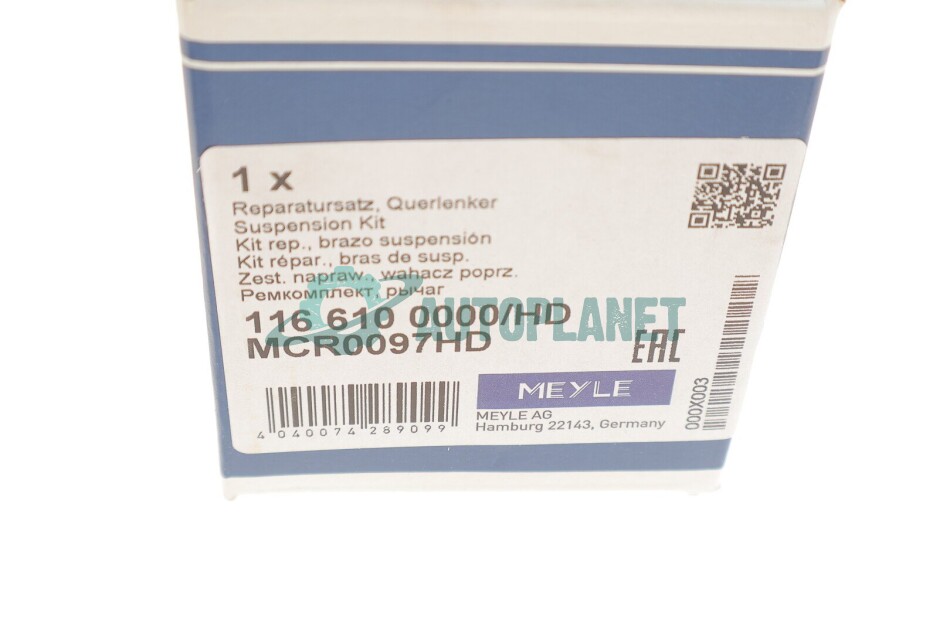 1 x
Reparatursatz, Querlenker
Suspension Kit
Kit rep., brazo suspensión
Kit répar., bras de susp.
Zest. napraw., wahacz poprz.
Ремкомплект, рычаг
AUTOPLANET
116 610 0000/HD
MCR0097HD
EAC
MEYLE
MEYLE AG
Hamburg 22143, Germany
4 040074 289099
000X003